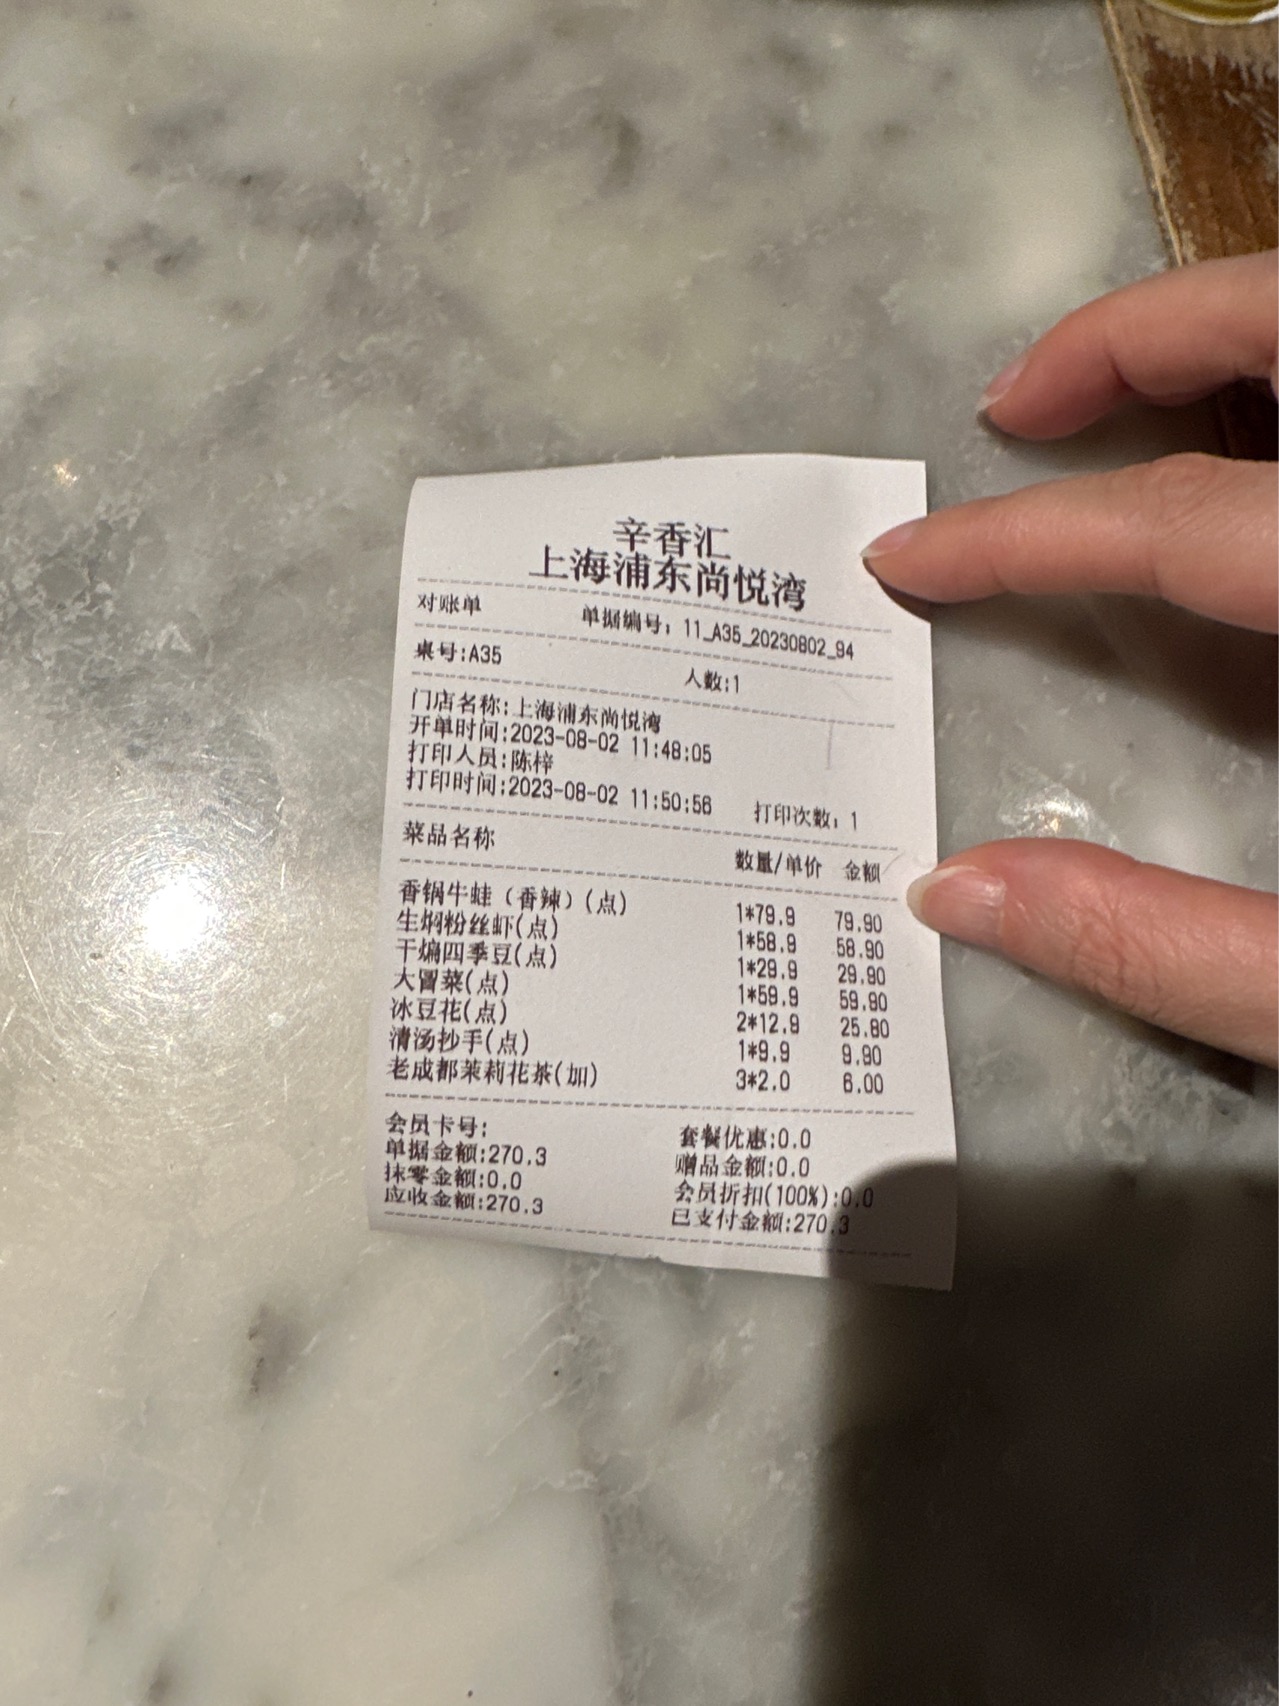 辛香汇
上海浦东尚悦湾
对账单 单据编号：11_A35_20230802_94
桌号:A35 人数:1
门店名称:上海浦东尚悦湾
开单时间:2023-08-02 11:48:05
打印人员:陈梓
打印时间:2023-08-02 11:50:56 打印次数：1
菜品名称 数量/单价 金额
香锅牛蛙（香辣）(点) 1*79.9 79.90
生焖粉丝虾(点) 1*58.9 58.90
干煸四季豆(点) 1*29.9 29.90
大冒菜(点) 1*59.9 59.90
冰豆花(点) 2*12.9 25.80
清汤抄手(点) 1*9.9 9.90
老成都茉莉花茶(加) 3*2.0 6.00
会员卡号: 套餐优惠:0.0
单据金额:270.3 赠品金额:0.0
抹零金额:0.0 会员折扣(100%):0.0
应收金额:270.3 已支付金额:270.3